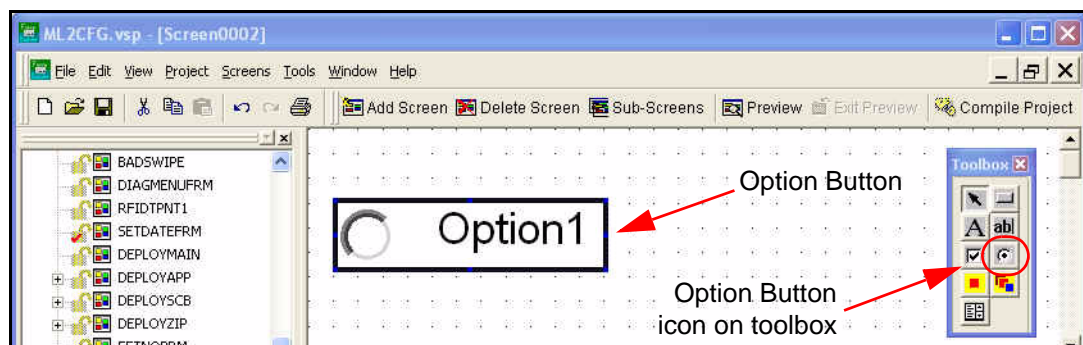 ML2CFG.vsp - [Screen0002]
File Edit View Project Screens Tools Window Help
Add Screen Delete Screen Sub-Screens Preview Exit Preview Compile Project
BADSWIPE
DIAGMENUFRM
RFIDTPNT1
SETDATEFRM
DEPLOYMAIN
DEPLOYAPP
DEPLOYSCB
DEPLOYZIP
Option1
Option Button
Option Button
icon on toolbox
Toolbox
A ab